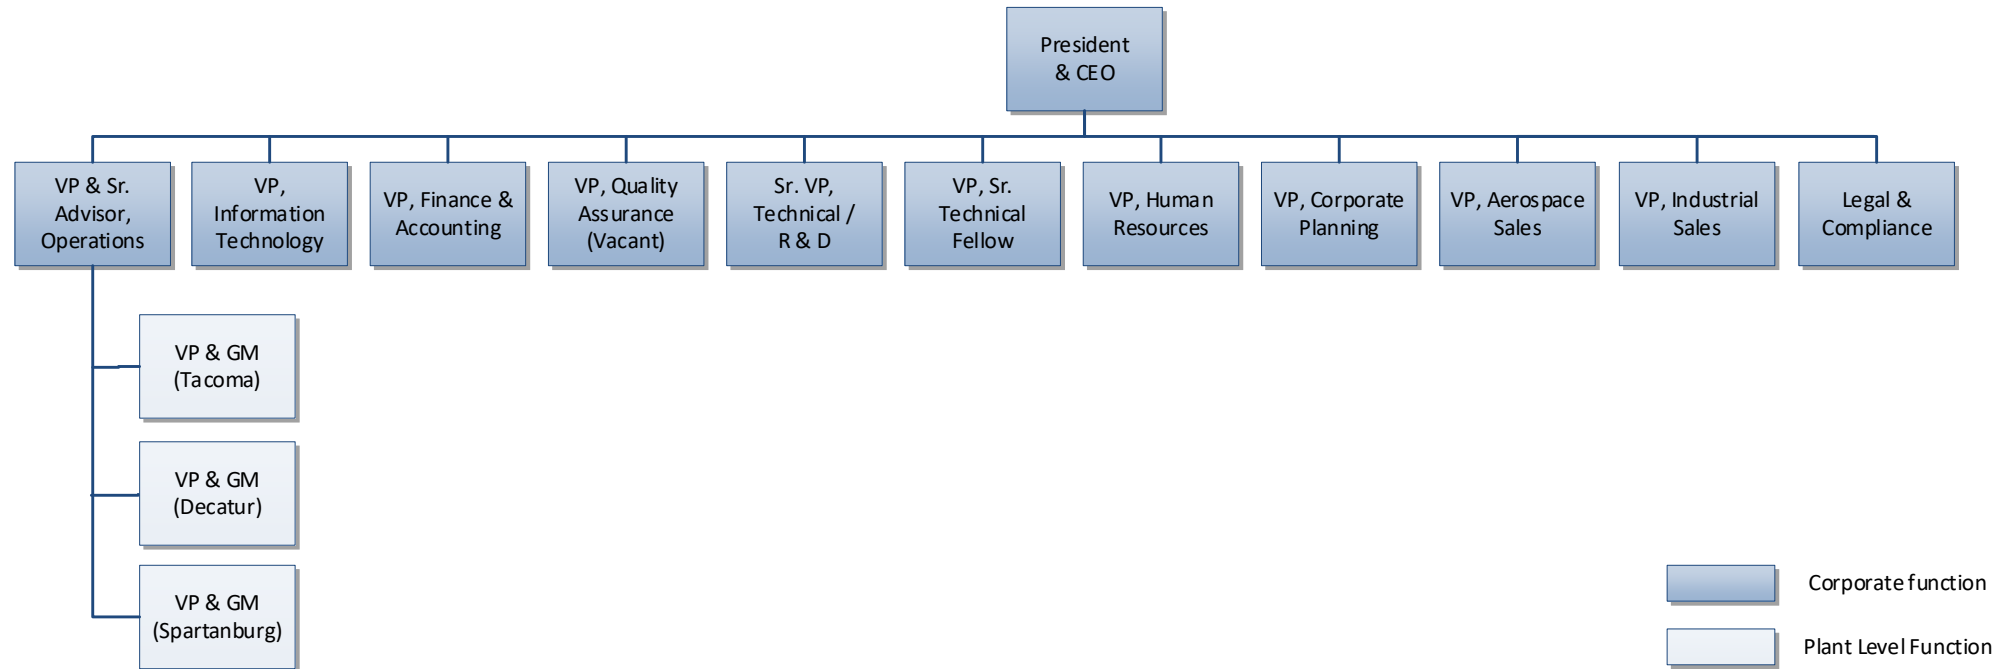 President
& CEO
VP & Sr.
Advisor,
Operations
VP,
Information
Technology
VP, Finance &
Accounting
VP, Quality
Assurance
(Vacant)
Sr. VP,
Technical /
R & D
VP, Sr.
Technical
Fellow
VP, Human
Resources
VP, Corporate
Planning
VP, Aerospace
Sales
VP, Industrial
Sales
Legal &
Compliance
VP & GM
(Tacoma)
VP & GM
(Decatur)
VP & GM
(Spartanburg)
Corporate function
Plant Level Function